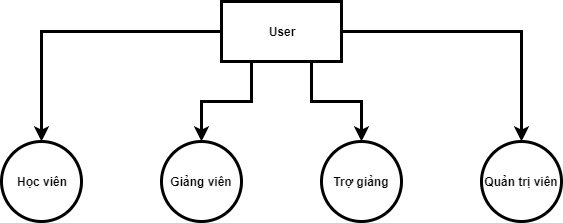 User
Học viên
Giảng viên
Trợ giảng
Quản trị viên